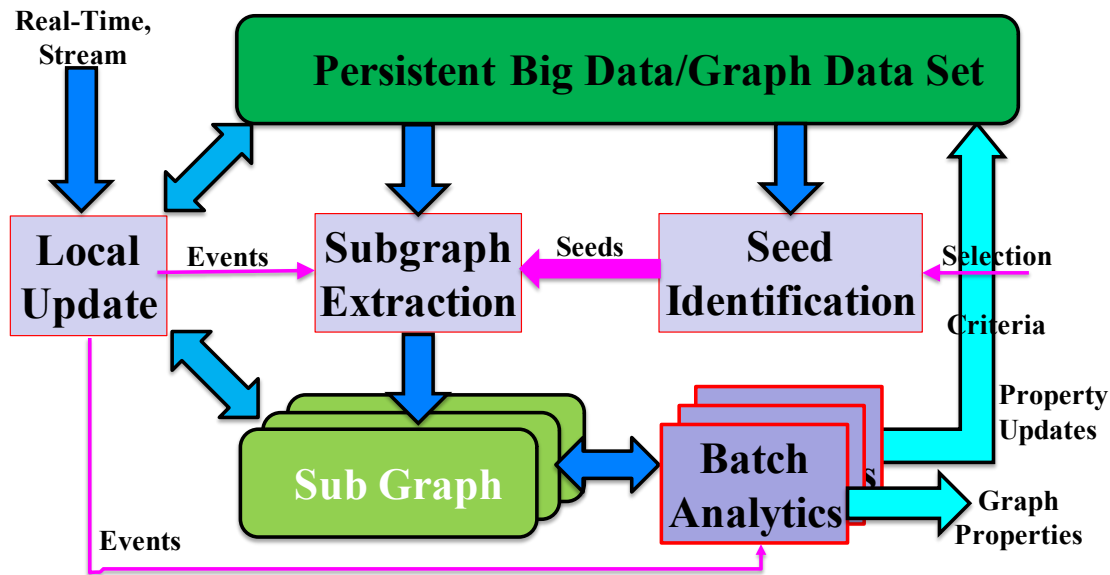 Real-Time,
Stream
Persistent Big Data/Graph Data Set
Local
Update
Events
Subgraph
Extraction
Seeds
Seed
Identification
Selection
Criteria
Property
Updates
Sub Graph
Batch
Analytics
s
Graph
Properties
Events